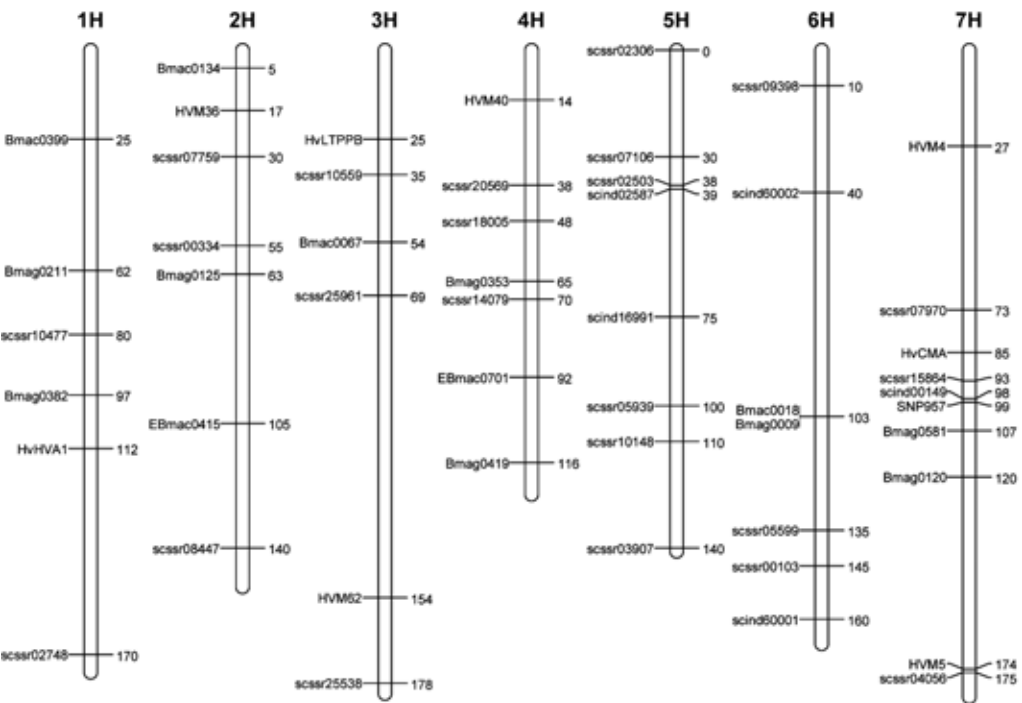 1H 2H 3H 4H 5H 6H 7H
Bmac0399 25
Bmag0211 62
scssr10477 80
Bmag0382 97
HvHVA1 112
scssr02748 170
Bmac0134 5
HVM36 17
scssr07759 30
scssr00334 55
Bmag0125 63
EBmac0415 105
scssr08447 140
HvLTPPB 25
scssr10559 35
Bmac0067 54
scssr25961 69
HVM62 154
scssr25538 178
HVM40 14
scssr20569 38
scssr18005 48
Bmag0353 65
scssr14079 70
EBmac0701 92
Bmag0419 116
scssr02306 0
scssr07106 30
scssr02503 38
scind02587 39
scind16991 75
scssr05939 100
scssr10148 110
scssr03907 140
scssr09398 10
scind60002 40
Bmac0018 103
Bmag0009
scssr05599 135
scssr00103 145
scind60001 160
HVM4 27
scssr07970 73
HvCMA 85
scssr15864 93
scind00149 98
SNP957 99
Bmag0581 107
Bmag0120 120
HVM5 174
scssr04056 175